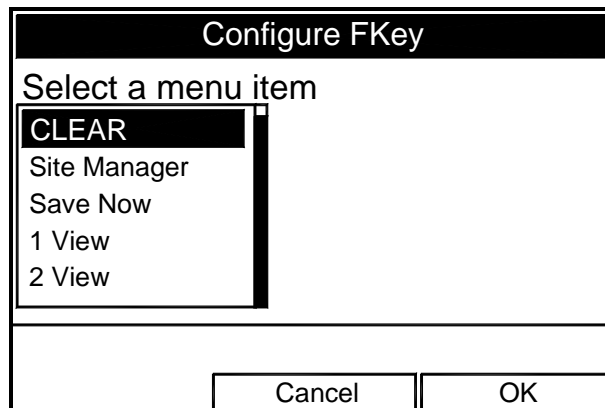 Configure FKey
Select a menu item
CLEAR
Site Manager
Save Now
1 View
2 View
Cancel OK